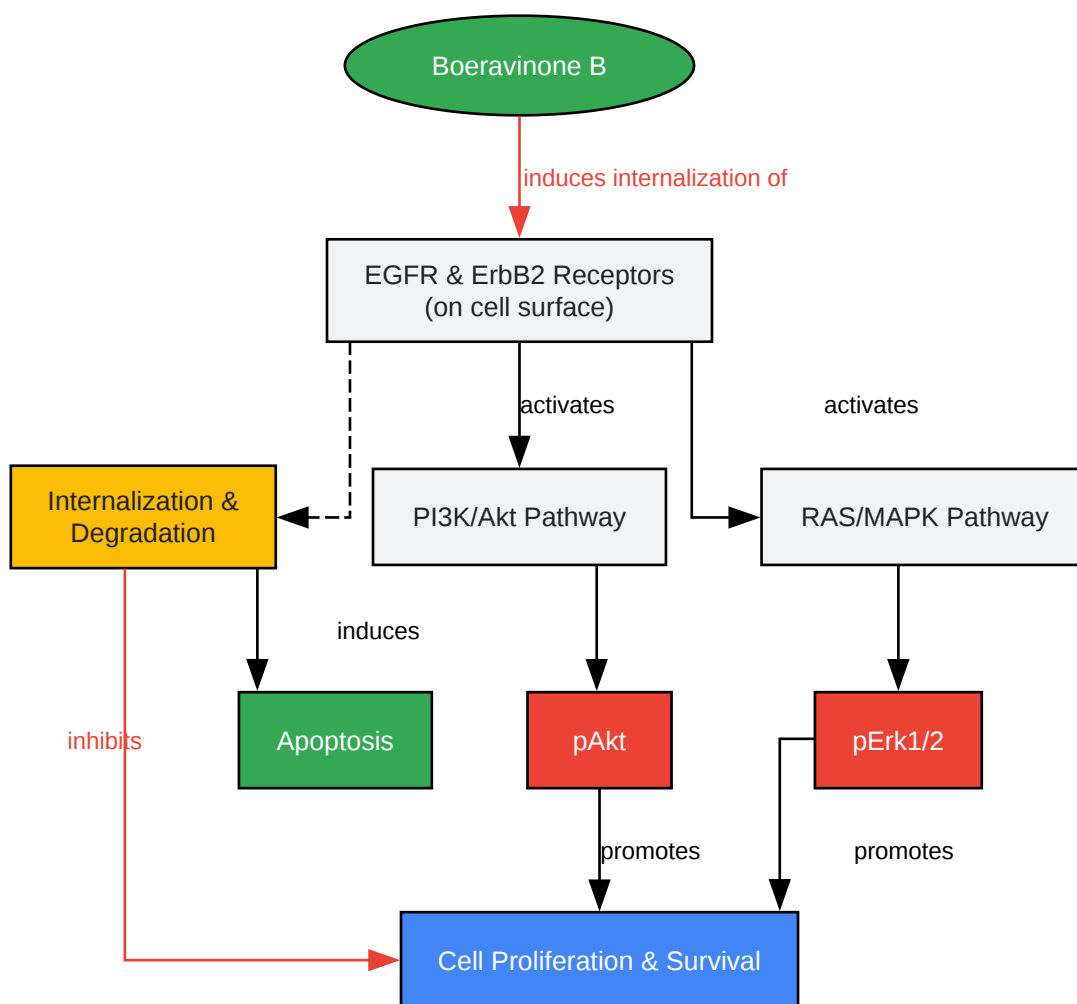 Boeravinone B
induces internalization of
EGFR & ErbB2 Receptors
(on cell surface)
activates
activates
Internalization &
Degradation
PI3K/Akt Pathway
RAS/MAPK Pathway
induces
inhibits
Apoptosis
pAkt
pErk1/2
promotes
promotes
Cell Proliferation & Survival